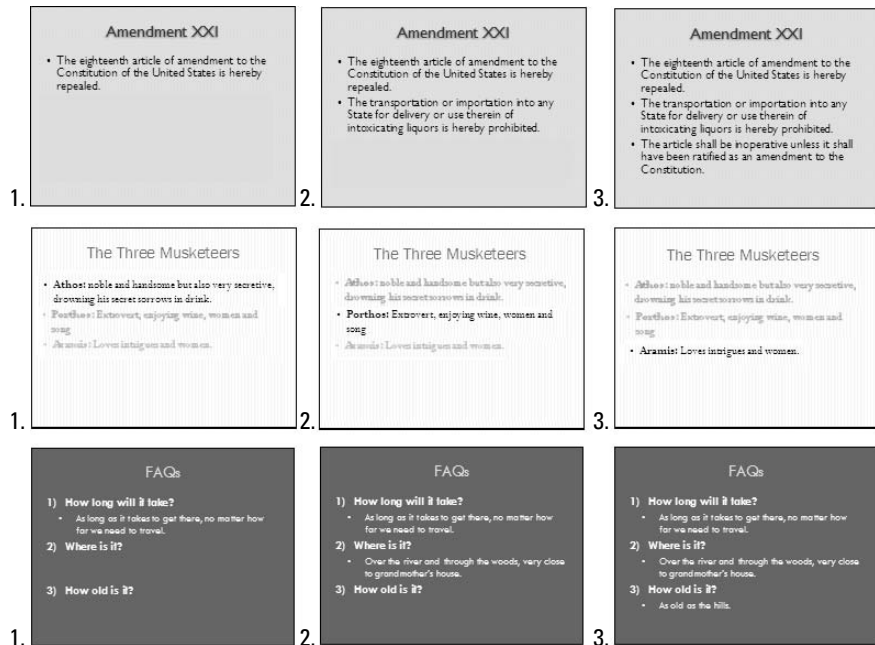 Amendment XXI
• The eighteenth article of amendment to the
Constitution of the United States is hereby
repealed.
1.
Amendment XXI
• The eighteenth article of amendment to the
Constitution of the United States is hereby
repealed.
• The transportation or importation into any
State for delivery or use therein of
intoxicating liquors is hereby prohibited.
2.
Amendment XXI
• The eighteenth article of amendment to the
Constitution of the United States is hereby
repealed.
• The transportation or importation into any
State for delivery or use therein of
intoxicating liquors is hereby prohibited.
• The article shall be inoperative unless it shall
have been ratified as an amendment to the
Constitution.
3.
The Three Musketeers
• Athos: noble and handsome but also very secretive,
drowning his secret sorrows in drink.
• Porthos: Extrovert, enjoying wine, women and
song
• Aramis: Loves intrigues and women.
1.
The Three Musketeers
• Athos: noble and handsome but also very secretive,
drowning his secret sorrows in drink.
• Porthos: Extrovert, enjoying wine, women and
song
• Aramis: Loves intrigues and women.
2.
The Three Musketeers
• Athos: noble and handsome but also very secretive,
drowning his secret sorrows in drink.
• Porthos: Extrovert, enjoying wine, women and
song
• Aramis: Loves intrigues and women.
3.
FAQs
1) How long will it take?
• As long as it takes to get there, no matter how
far we need to travel.
2) Where is it?
3) How old is it?
1.
FAQs
1) How long will it take?
• As long as it takes to get there, no matter how
far we need to travel.
2) Where is it?
• Over the river and through the woods, very close
to grandmother's house.
3) How old is it?
2.
FAQs
1) How long will it take?
• As long as it takes to get there, no matter how
far we need to travel.
2) Where is it?
• Over the river and through the woods, very close
to grandmother's house.
3) How old is it?
• As old as the hills.
3.